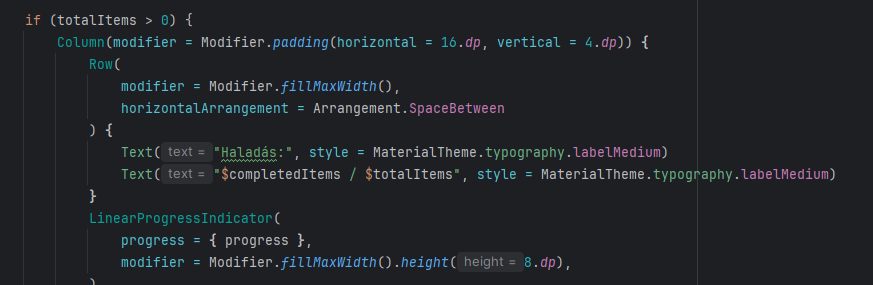 if (totalItems > 0) {
Column(modifier = Modifier.padding(horizontal = 16.dp, vertical = 4.dp)) {
Row(
modifier = Modifier.fillMaxWidth(),
horizontalArrangement = Arrangement.SpaceBetween
) {
Text( text = "Haladás:", style = MaterialTheme.typography.labelMedium)
Text( text = "$completedItems / $totalItems", style = MaterialTheme.typography.labelMedium)
}
LinearProgressIndicator(
progress = { progress },
modifier = Modifier.fillMaxWidth().height( height = 8.dp),
)